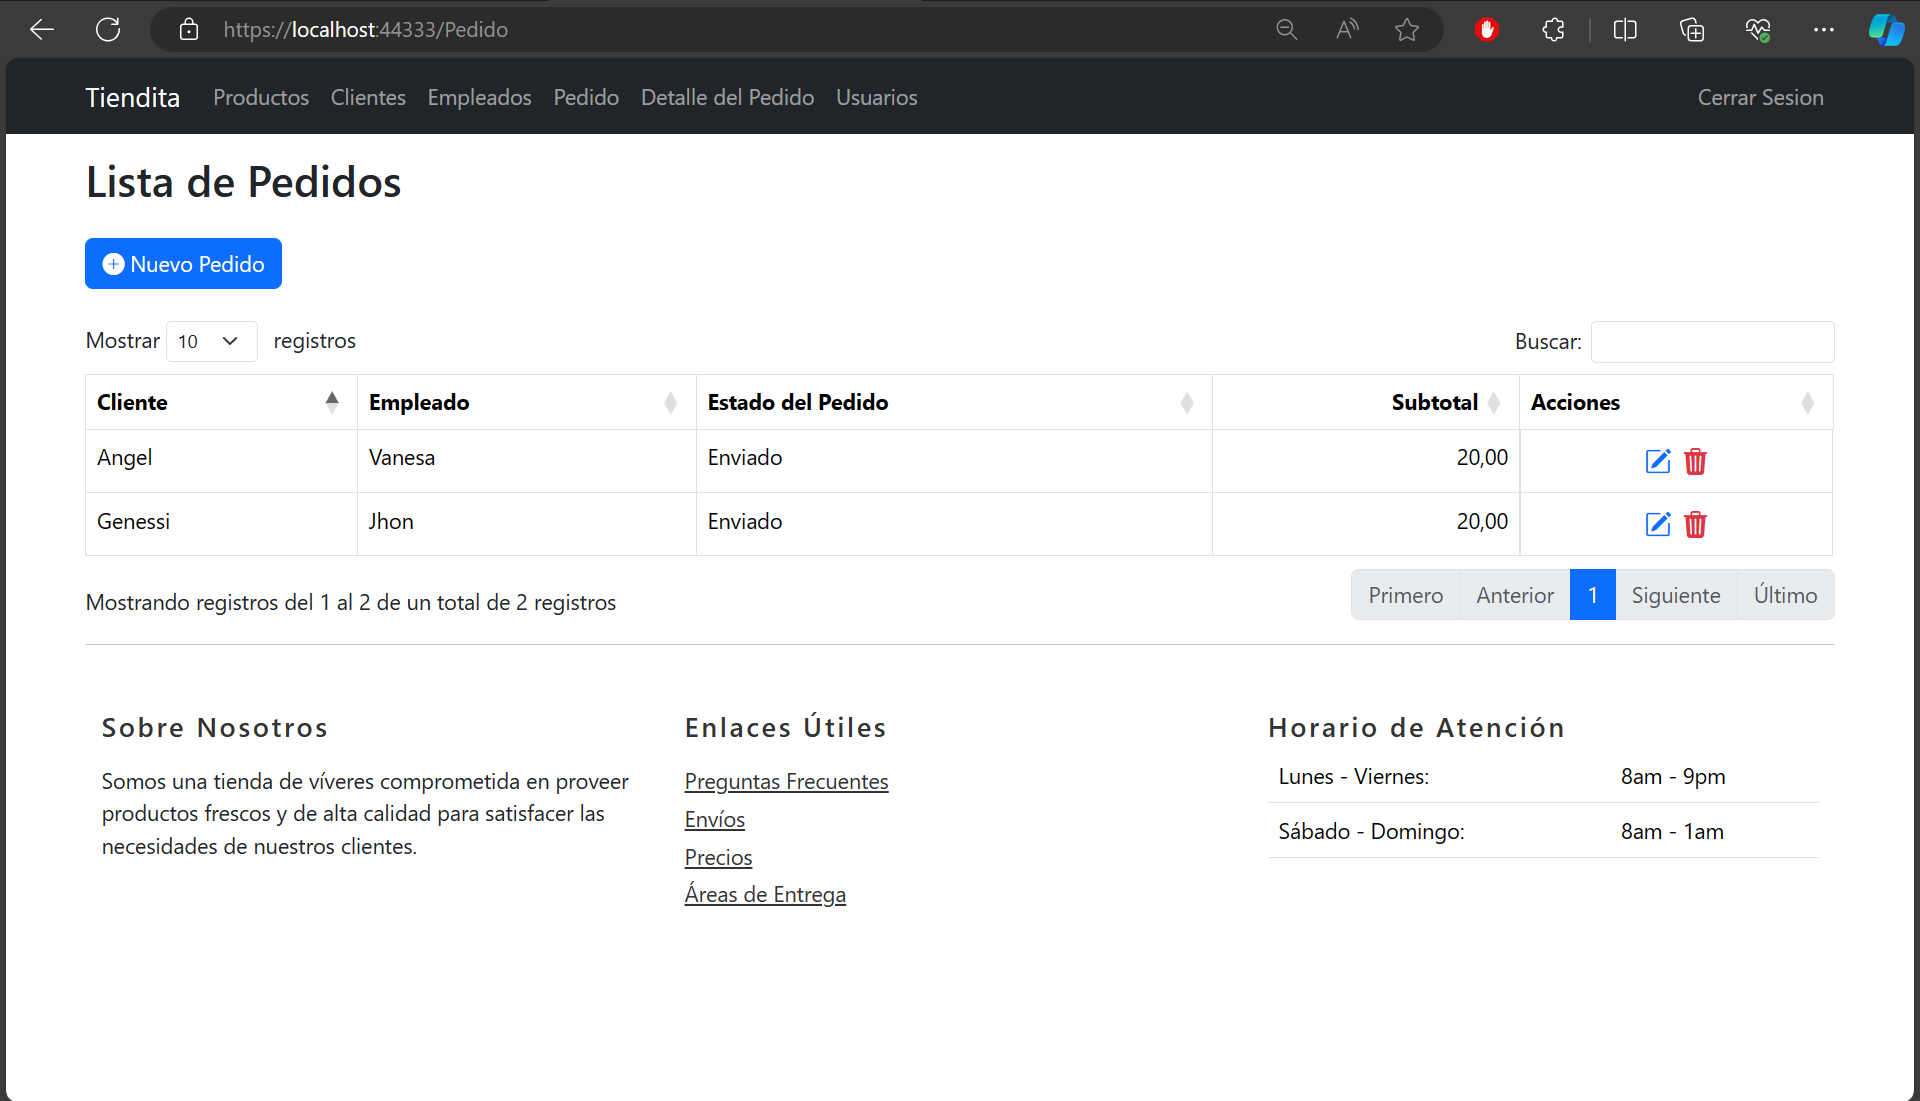 https://localhost:44333/Pedido
Tiendita Productos Clientes Empleados Pedido Detalle del Pedido Usuarios Cerrar Sesion
Lista de Pedidos
Nuevo Pedido
Mostrar 10 registros Buscar:
Cliente Empleado Estado del Pedido Subtotal Acciones
Angel Vanesa Enviado 20,00
Genessi Jhon Enviado 20,00
Mostrando registros del 1 al 2 de un total de 2 registros
Primero Anterior 1 Siguiente Último
Sobre Nosotros
Somos una tienda de víveres comprometida en proveer
productos frescos y de alta calidad para satisfacer las
necesidades de nuestros clientes.
Enlaces Útiles
Preguntas Frecuentes
Envíos
Precios
Áreas de Entrega
Horario de Atención
Lunes - Viernes: 8am - 9pm
Sábado - Domingo: 8am - 1am